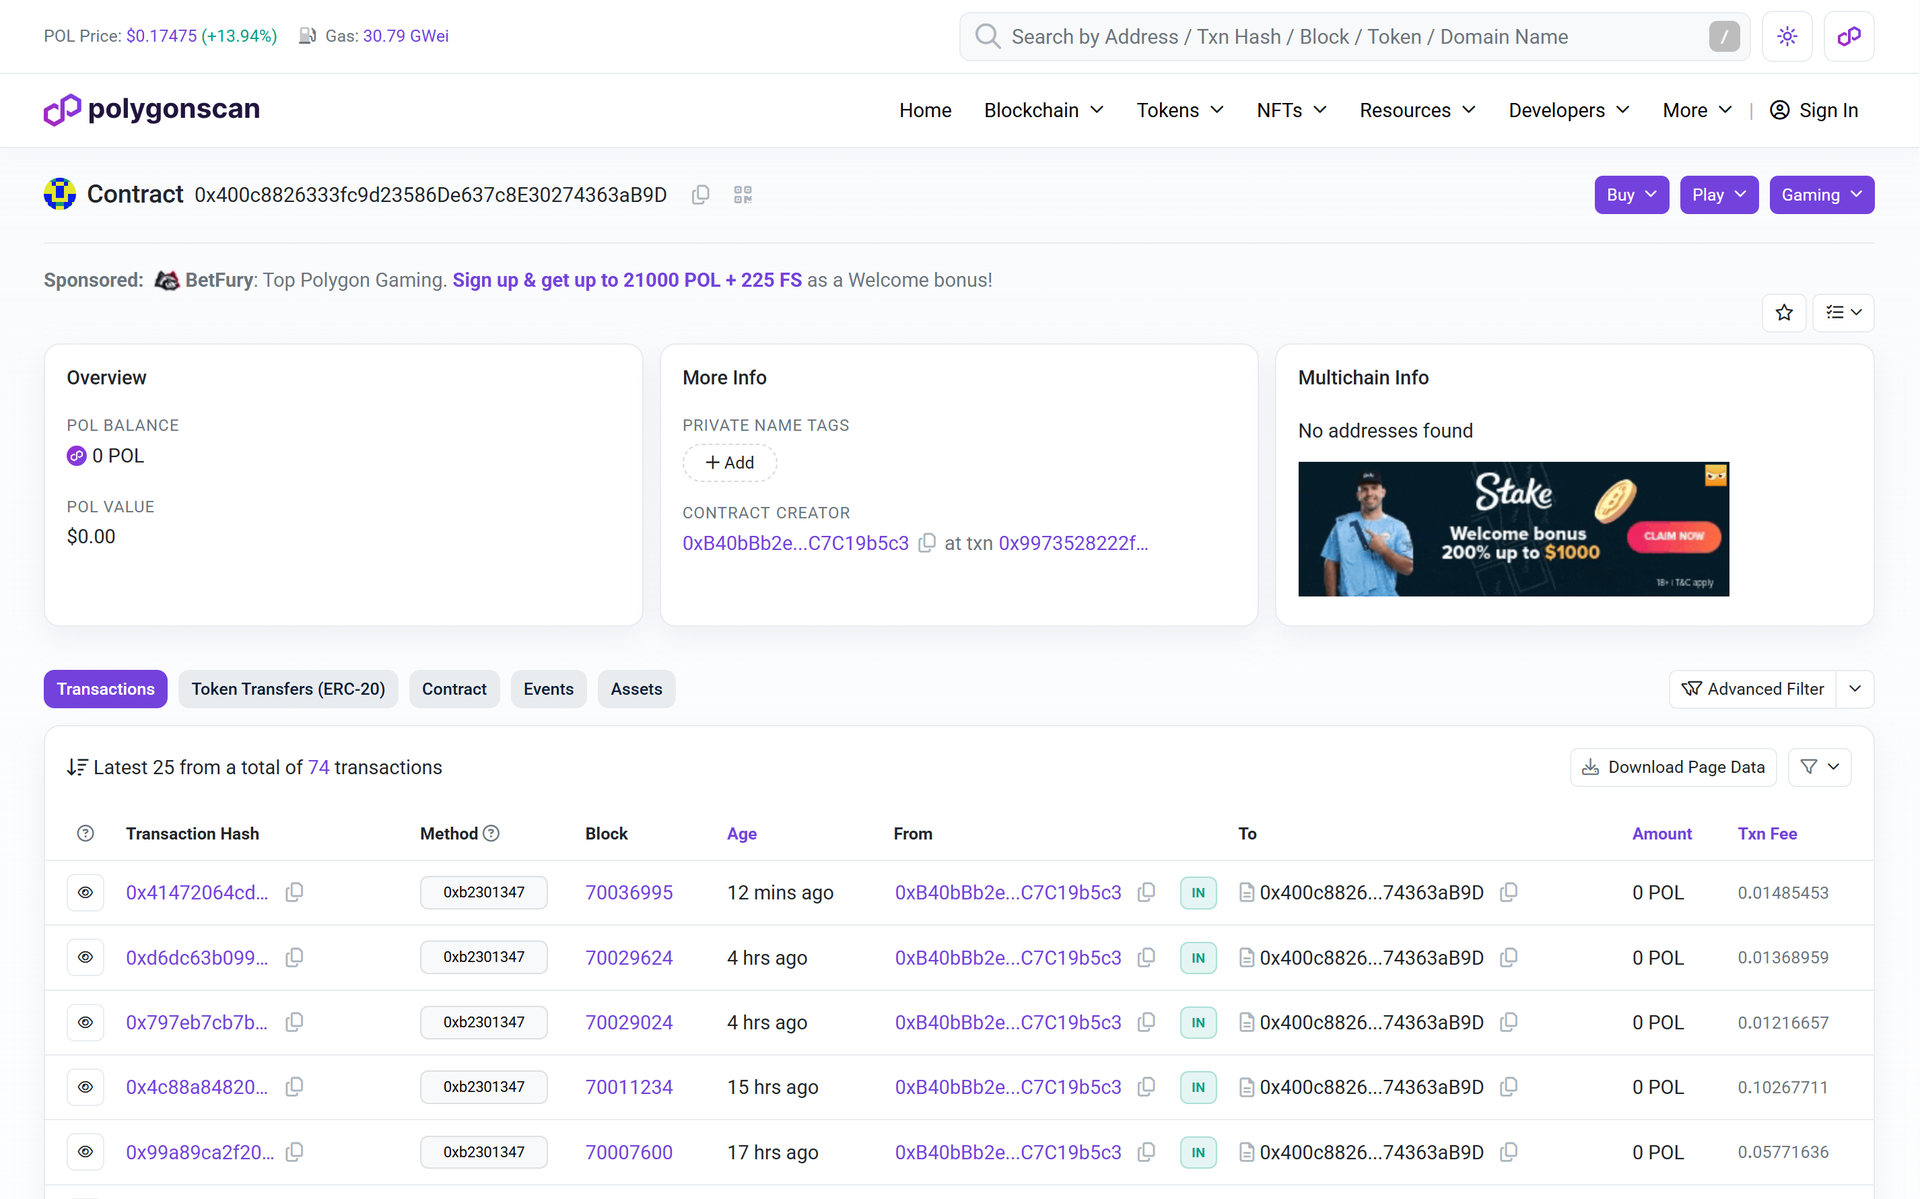 POL Price: $0.17475 (+13.94%) Gas: 30.79 GWei
Search by Address / Txn Hash / Block / Token / Domain Name /
polygonscan
Home Blockchain Tokens NFTs Resources Developers More | Sign In
Contract 0x400c8826333fc9d23586De637c8E30274363aB9D
Buy Play Gaming
Sponsored: BetFury: Top Polygon Gaming. Sign up & get up to 21000 POL + 225 FS as a Welcome bonus!
Overview
POL BALANCE
0 POL
POL VALUE
$0.00
More Info
PRIVATE NAME TAGS
+ Add
CONTRACT CREATOR
0xB40bBb2e...C7C19b5c3 at txn 0x9973528222f...
Multichain Info
No addresses found
Stake
Welcome bonus
200% up to $1000
CLAIM NOW
18+ | T&C apply
Transactions Token Transfers (ERC-20) Contract Events Assets
Advanced Filter
Latest 25 from a total of 74 transactions
Download Page Data
Transaction Hash Method Block Age From To Amount Txn Fee
0x41472064cd... 0xb2301347 70036995 12 mins ago 0xB40bBb2e...C7C19b5c3 IN 0x400c8826...74363aB9D 0 POL 0.01485453
0xd6dc63b099... 0xb2301347 70029624 4 hrs ago 0xB40bBb2e...C7C19b5c3 IN 0x400c8826...74363aB9D 0 POL 0.01368959
0x797eb7cb7b... 0xb2301347 70029024 4 hrs ago 0xB40bBb2e...C7C19b5c3 IN 0x400c8826...74363aB9D 0 POL 0.01216657
0x4c88a84820... 0xb2301347 70011234 15 hrs ago 0xB40bBb2e...C7C19b5c3 IN 0x400c8826...74363aB9D 0 POL 0.10267711
0x99a89ca2f20... 0xb2301347 70007600 17 hrs ago 0xB40bBb2e...C7C19b5c3 IN 0x400c8826...74363aB9D 0 POL 0.05771636